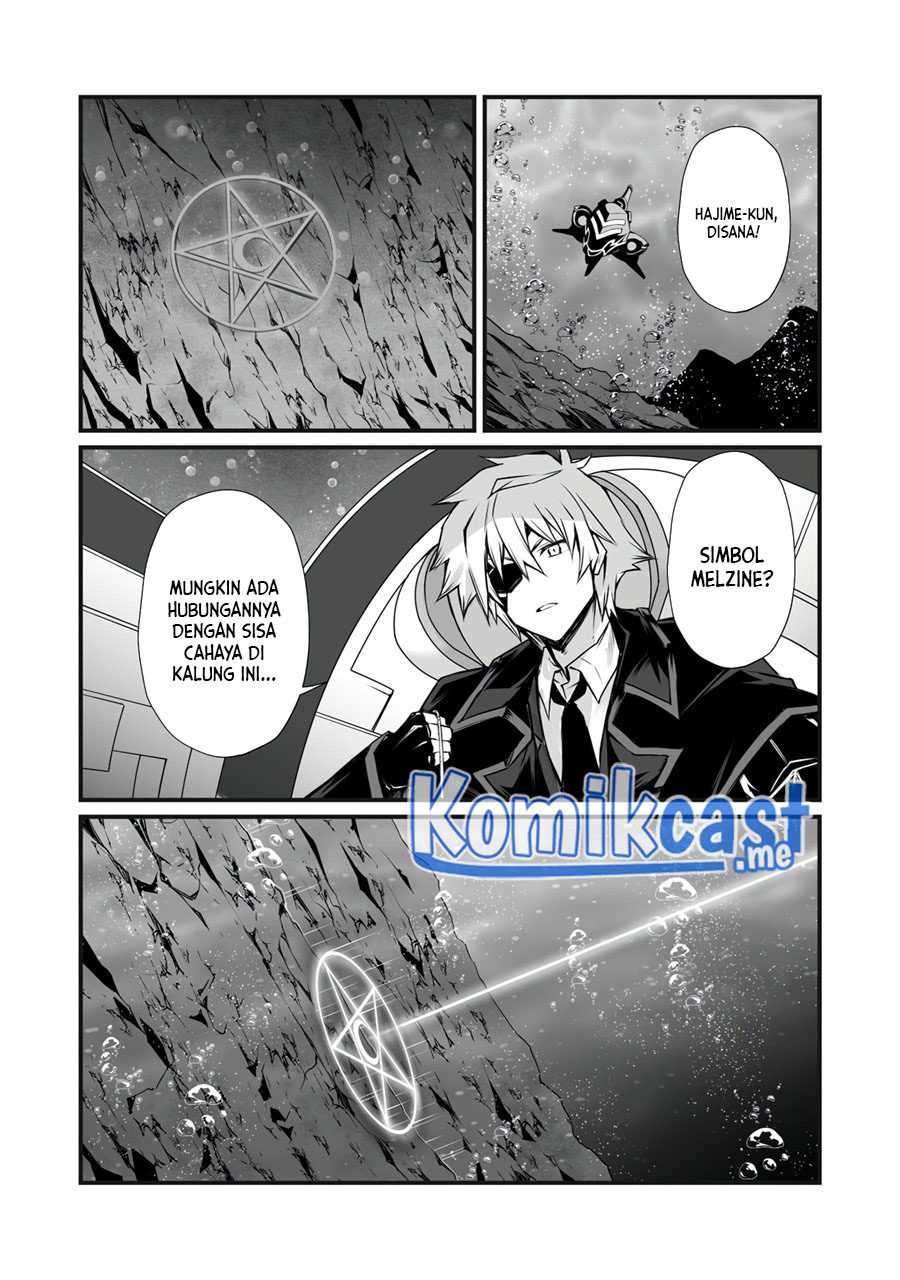 HAJIME-KUN,
DISANA!
SIMBOL
MELZINE?
MUNGKIN ADA
HUBUNGANNYA
DENGAN SISA
CAHAYA DI
KALUNG INI...
Komikcast
.me